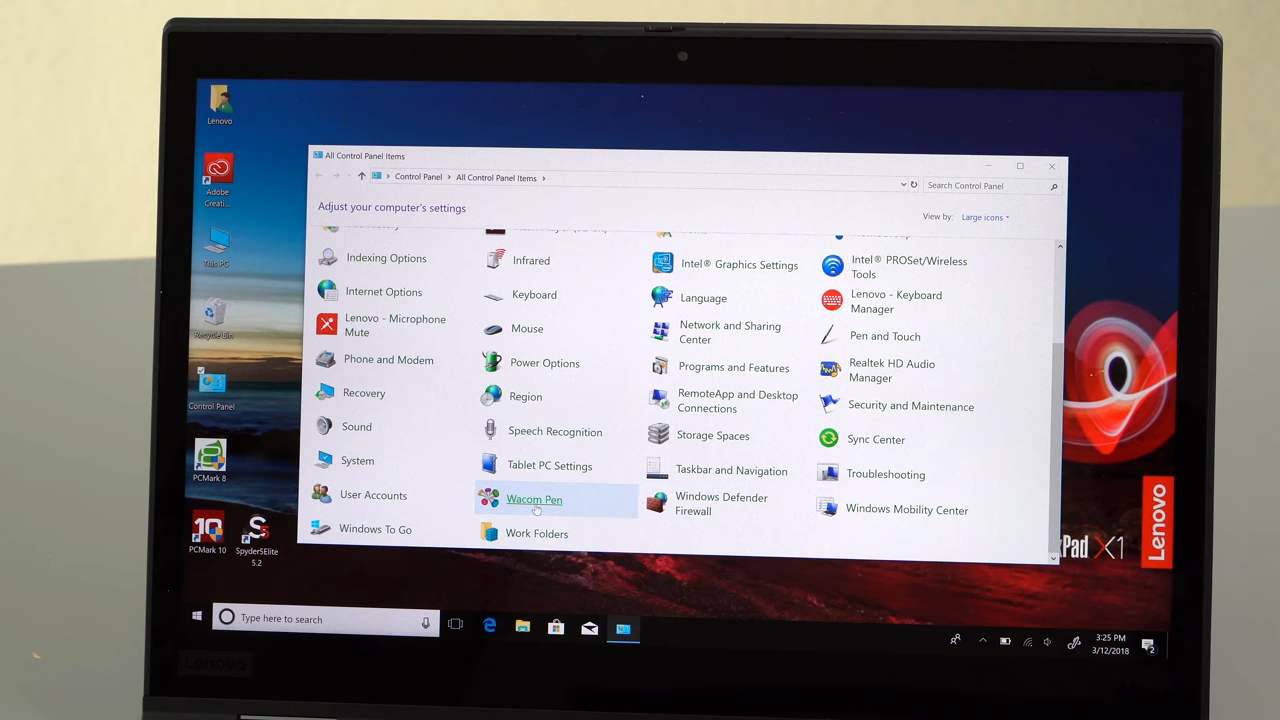 Lenovo
Adobe
Creati...
This PC
Recycle Bin
Control Panel
PCMark 8
PCMark 10
SpyderSElite
5.2
All Control Panel Items
Control Panel > All Control Panel Items >
Search Control Panel
Adjust your computer's settings
View by: Large icons
Indexing Options
Infrared
Intel® Graphics Settings
Intel® PROSet/Wireless
Tools
Internet Options
Keyboard
Language
Lenovo - Keyboard
Manager
Lenovo - Microphone
Mute
Mouse
Network and Sharing
Center
Pen and Touch
Phone and Modem
Power Options
Programs and Features
Realtek HD Audio
Manager
Recovery
Region
RemoteApp and Desktop
Connections
Security and Maintenance
Sound
Speech Recognition
Storage Spaces
Sync Center
System
Tablet PC Settings
Taskbar and Navigation
Troubleshooting
User Accounts
Wacom Pen
Windows Defender
Firewall
Windows Mobility Center
Windows To Go
Work Folders
Lenovo
Pad X1
Type here to search
3:25 PM
3/12/2018
2
Lenovo